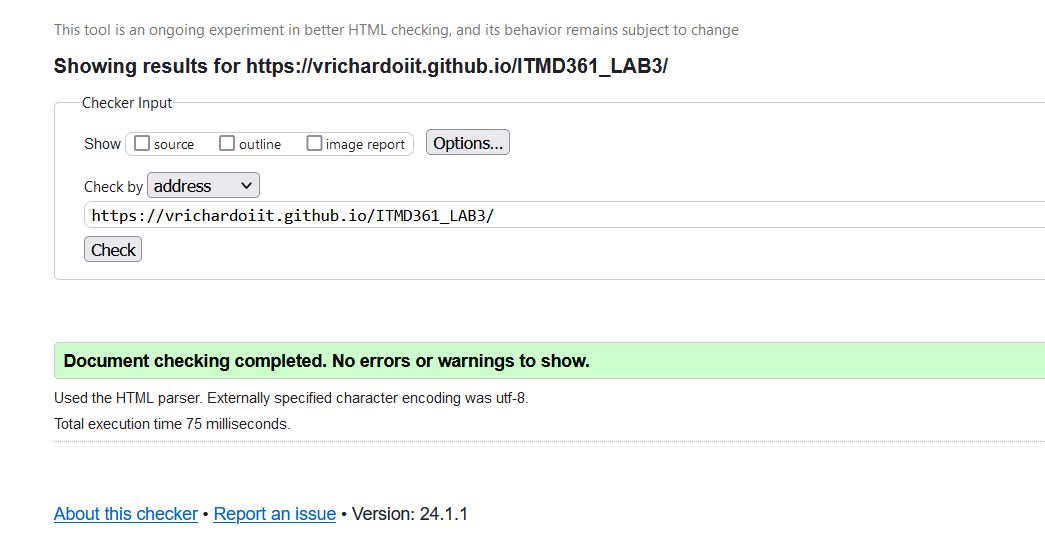 This tool is an ongoing experiment in better HTML checking, and its behavior remains subject to change
Showing results for https://vrichardoiit.github.io/ITMD361_LAB3/
Checker Input
Show source outline image report Options...
Check by address
https://vrichardoiit.github.io/ITMD361_LAB3/
Check
Document checking completed. No errors or warnings to show.
Used the HTML parser. Externally specified character encoding was utf-8.
Total execution time 75 milliseconds.
About this checker • Report an issue • Version: 24.1.1